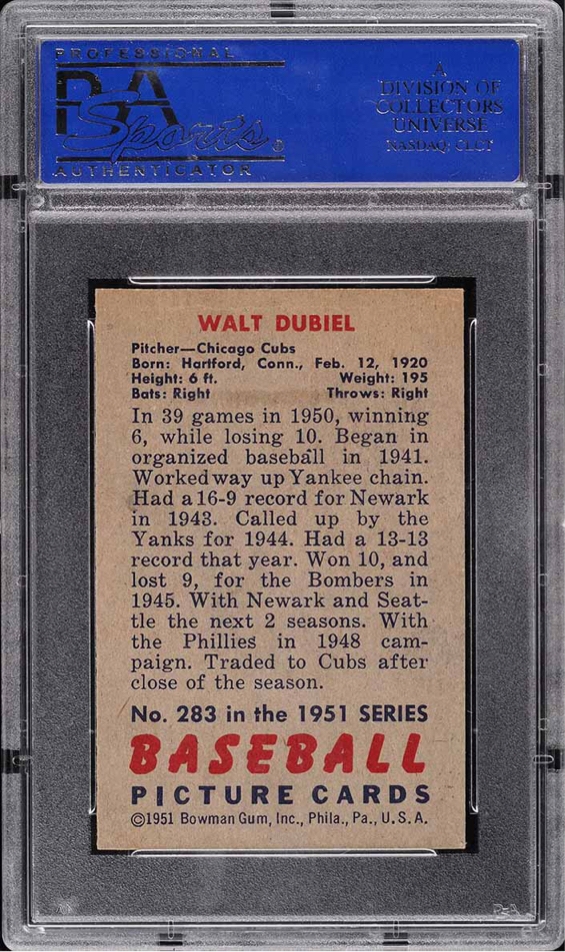 PROFESSIONAL
PSA
Sports®
AUTHENTICATOR
A
DIVISION OF
COLLECTORS
UNIVERSE
NASDAQ: CLCT
WALT DUBIEL
Pitcher—Chicago Cubs
Born: Hartford, Conn., Feb. 12, 1920
Height: 6 ft. Weight: 195
Bats: Right Throws: Right
In 39 games in 1950, winning
6, while losing 10. Began in
organized baseball in 1941.
Worked way up Yankee chain.
Had a 16-9 record for Newark
in 1943. Called up by the
Yanks for 1944. Had a 13-13
record that year. Won 10, and
lost 9, for the Bombers in
1945. With Newark and Seat-
tle the next 2 seasons. With
the Phillies in 1948 cam-
paign. Traded to Cubs after
close of the season.
No. 283 in the 1951 SERIES
BASEBALL
PICTURE CARDS
©1951 Bowman Gum, Inc., Phila., Pa., U.S.A.
PSA